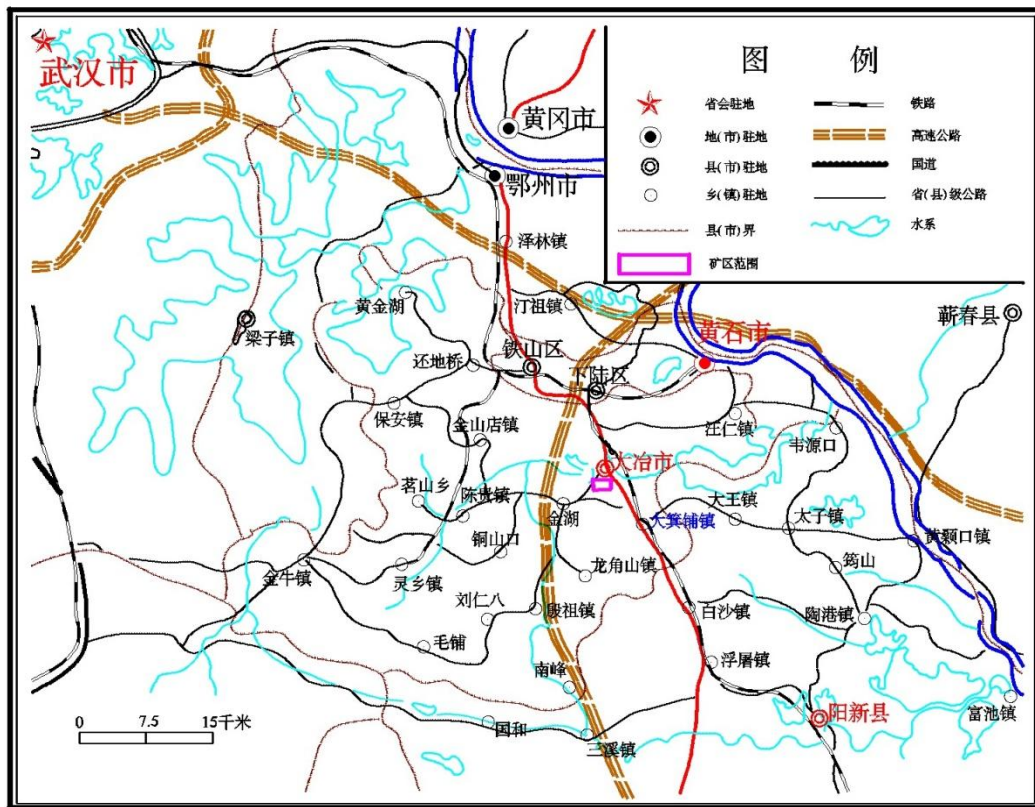 武汉市
黄冈市
鄂州市
泽林镇
黄金湖
汀祖镇
梁子镇
还地桥
铁山区
下陆区
黄石市
蕲春县
保安镇
金山店镇
汪仁镇
韦源口
大冶市
茗山乡
陈贵镇
金湖
大王镇
大箕铺镇
太子镇
黄颡口镇
铜山口
金牛镇
灵乡镇
龙角山镇
筠山
刘仁八
殷祖镇
白沙镇
陶港镇
毛铺
浮屠镇
南峰
富池镇
国和
三溪镇
阳新县
0 7.5 15千米
图 例
省会驻地
铁路
地(市)驻地
高速公路
县(市)驻地
国道
乡(镇)驻地
省(县)级公路
县(市)界
水系
矿区范围